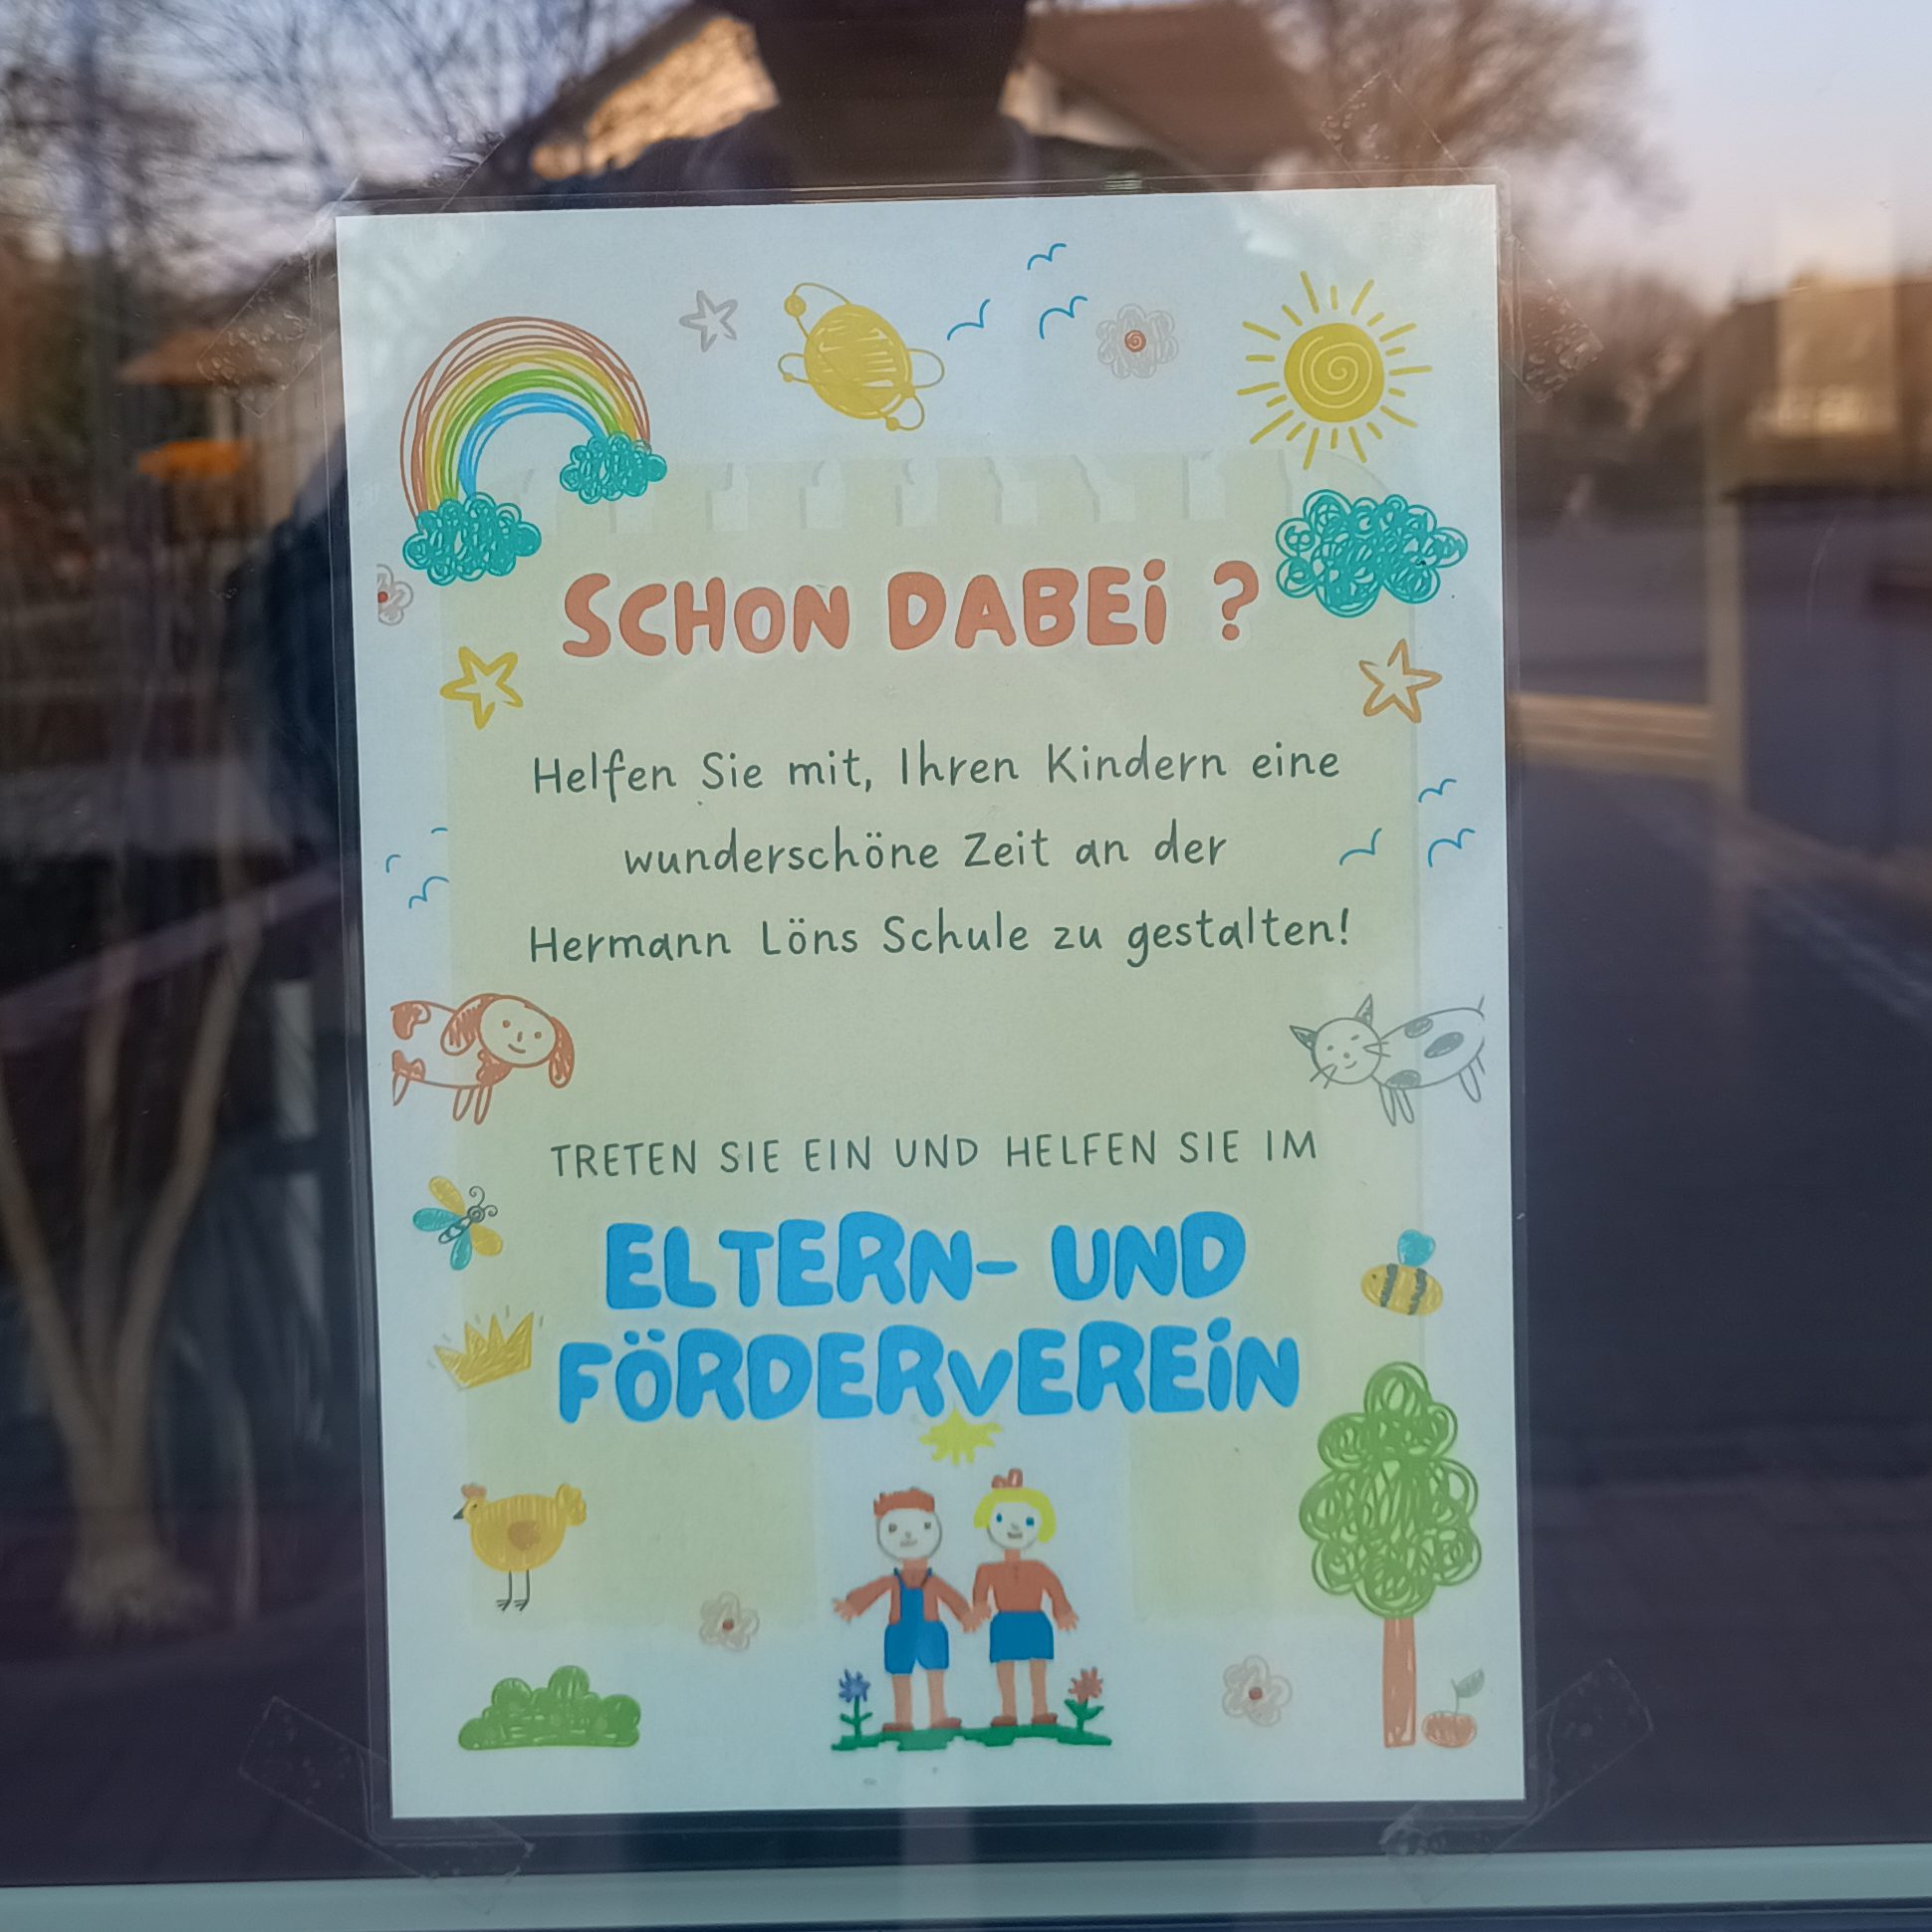 SCHON DABEi ?
Helfen Sie mit, Ihren Kindern eine
wunderschöne Zeit an der
Hermann Löns Schule zu gestalten!
TRETEN SIE EIN UND HELFEN SIE IM
ELTERN- UND
FÖRDERVEREiN